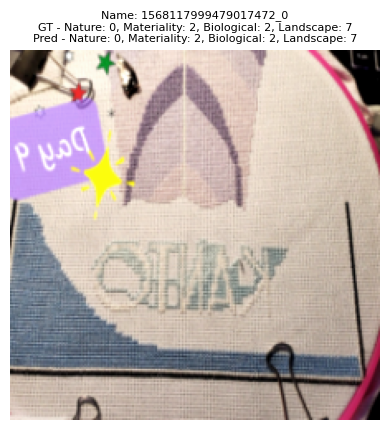 Name: 1568117999479017472_0
GT - Nature: 0, Materiality: 2, Biological: 2, Landscape: 7
Pred - Nature: 0, Materiality: 2, Biological: 2, Landscape: 7
Day 9